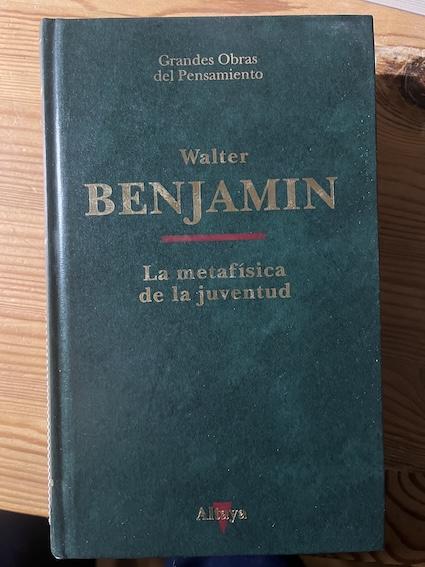 Grandes Obras
del Pensamiento
Walter
BENJAMIN
La metafísica
de la juventud
Altaya